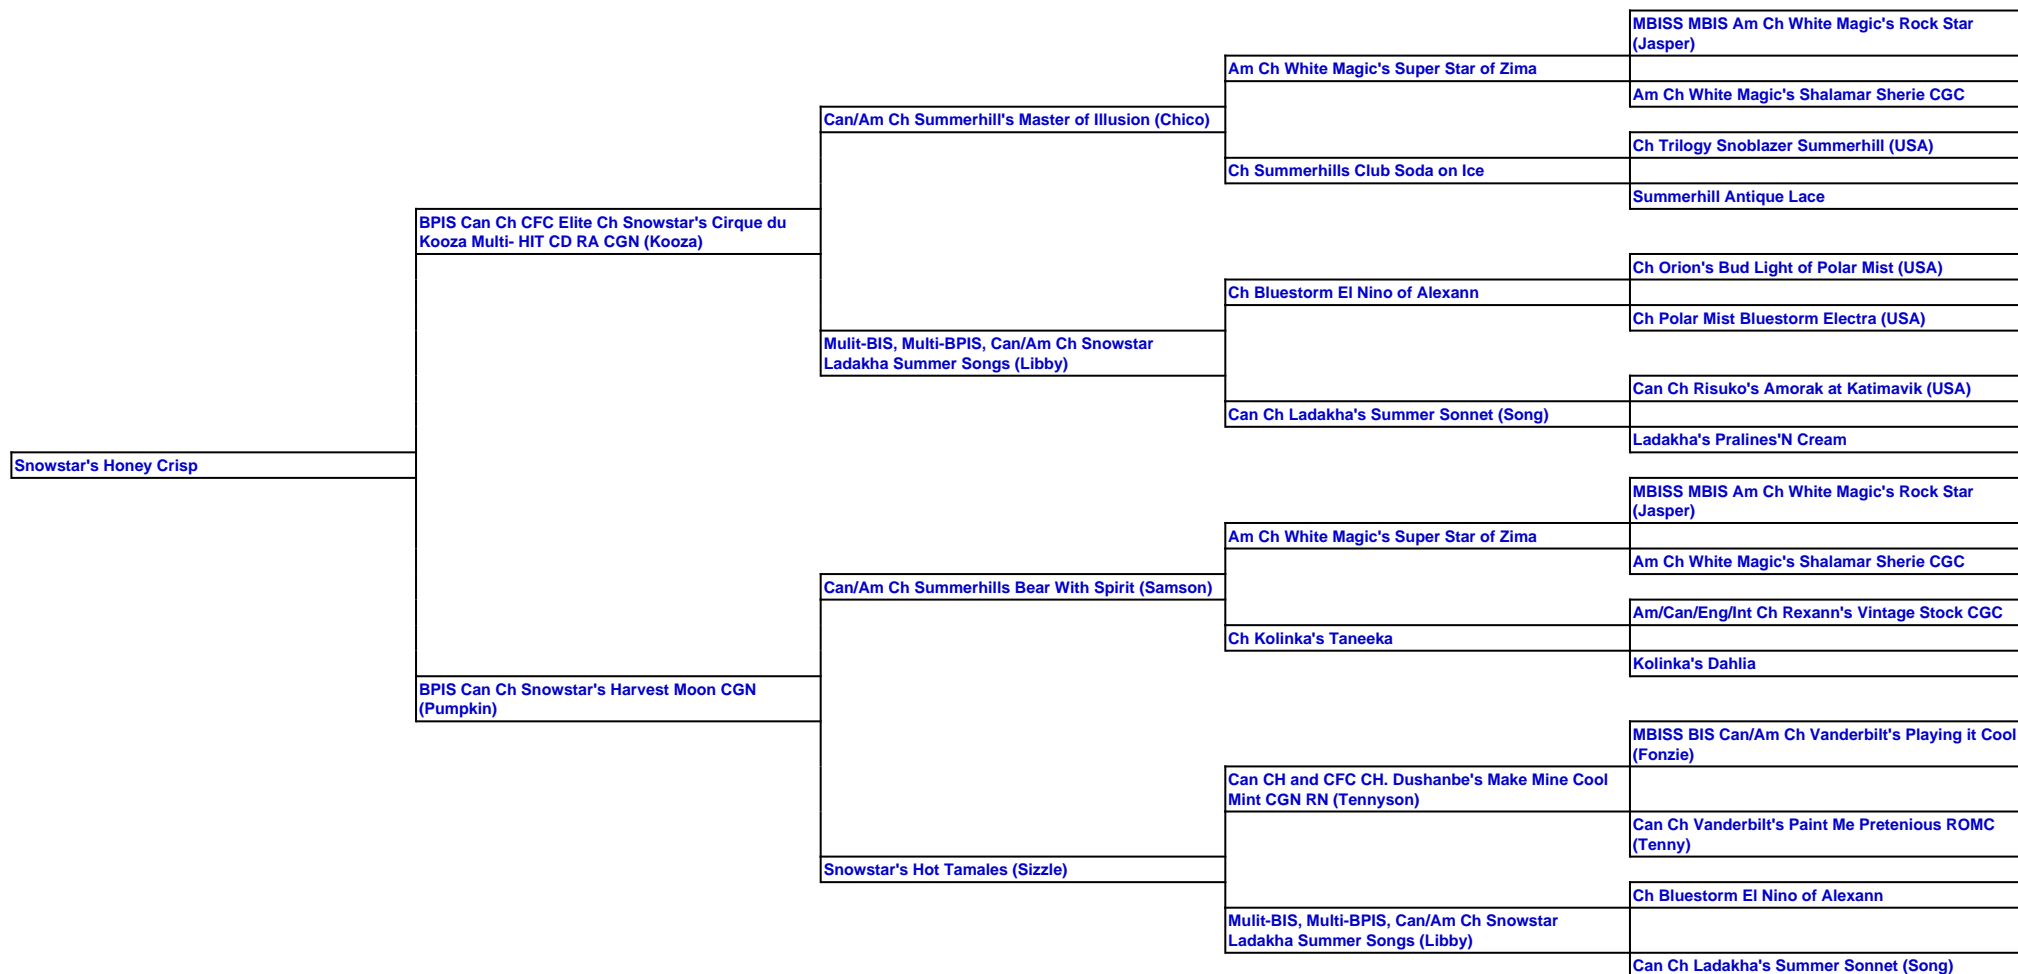 MBISS MBIS Am Ch White Magic's Rock Star
(Jasper)
Am Ch White Magic's Super Star of Zima
Am Ch White Magic's Shalamar Sherie CGC
Can/Am Ch Summerhill's Master of Illusion (Chico)
Ch Trilogy Snoblazer Summerhill (USA)
Ch Summerhills Club Soda on Ice
Summerhill Antique Lace
BPIS Can Ch CFC Elite Ch Snowstar's Cirque du
Kooza Multi- HIT CD RA CGN (Kooza)
Ch Orion's Bud Light of Polar Mist (USA)
Ch Bluestorm El Nino of Alexann
Ch Polar Mist Bluestorm Electra (USA)
Mulit-BIS, Multi-BPIS, Can/Am Ch Snowstar
Ladakha Summer Songs (Libby)
Can Ch Risuko's Amorak at Katimavik (USA)
Can Ch Ladakha's Summer Sonnet (Song)
Ladakha's Pralines'N Cream
Snowstar's Honey Crisp
MBISS MBIS Am Ch White Magic's Rock Star
(Jasper)
Am Ch White Magic's Super Star of Zima
Am Ch White Magic's Shalamar Sherie CGC
Can/Am Ch Summerhills Bear With Spirit (Samson)
Am/Can/Eng/Int Ch Rexann's Vintage Stock CGC
Ch Kolinka's Taneeka
Kolinka's Dahlia
BPIS Can Ch Snowstar's Harvest Moon CGN
(Pumpkin)
MBISS BIS Can/Am Ch Vanderbilt's Playing it Cool
(Fonzie)
Can CH and CFC CH. Dushanbe's Make Mine Cool
Mint CGN RN (Tennyson)
Can Ch Vanderbilt's Paint Me Pretenious ROMC
(Tenny)
Snowstar's Hot Tamales (Sizzle)
Ch Bluestorm El Nino of Alexann
Mulit-BIS, Multi-BPIS, Can/Am Ch Snowstar
Ladakha Summer Songs (Libby)
Can Ch Ladakha's Summer Sonnet (Song)